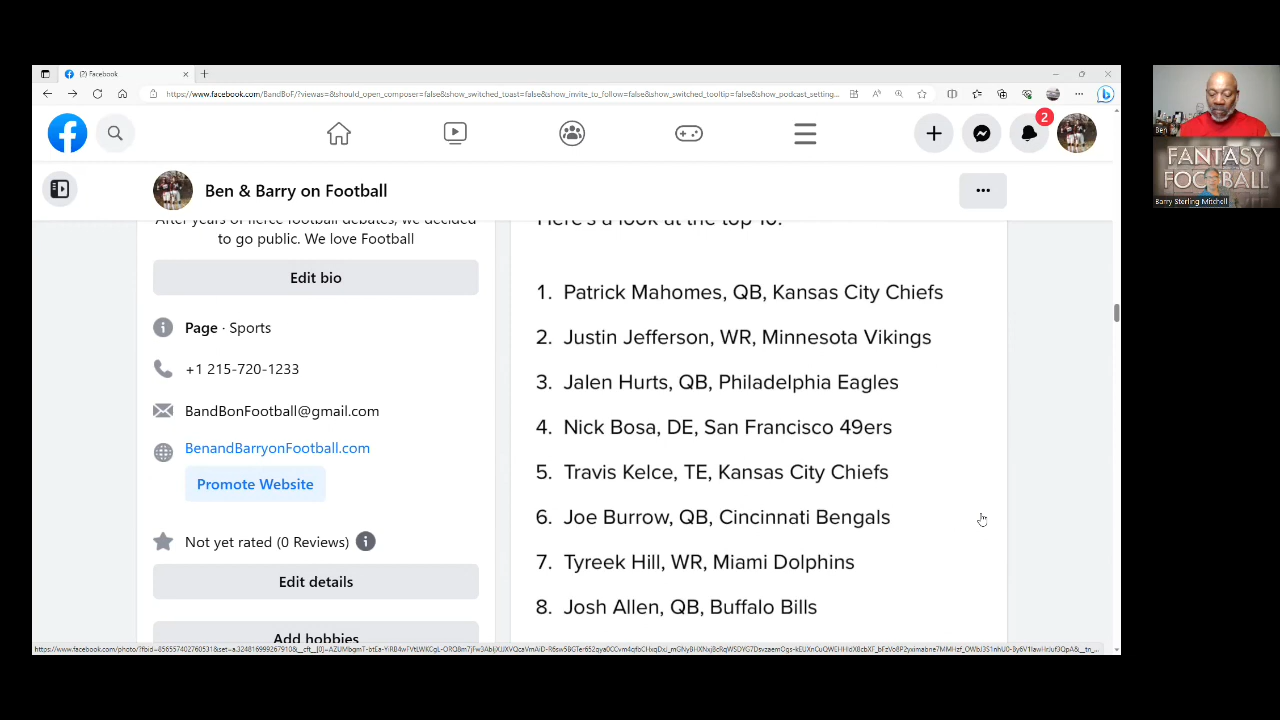 (2) Facebook
https://www.facebook.com/BandBoF/?viewas=&should_open_composer=false&show_switched_toast=false&show_invite_to_follow=false&show_switched_tooltip=false&show_podcast_setting...
2
Ben & Barry on Football
After years of fierce football debates, we decided
to go public. We love Football
Edit bio
Page · Sports
+1 215-720-1233
BandBonFootball@gmail.com
BenandBarryonFootball.com
Promote Website
Not yet rated (0 Reviews)
Edit details
Add hobbies
Here's a look at the top 10:
1. Patrick Mahomes, QB, Kansas City Chiefs
2. Justin Jefferson, WR, Minnesota Vikings
3. Jalen Hurts, QB, Philadelphia Eagles
4. Nick Bosa, DE, San Francisco 49ers
5. Travis Kelce, TE, Kansas City Chiefs
6. Joe Burrow, QB, Cincinnati Bengals
7. Tyreek Hill, WR, Miami Dolphins
8. Josh Allen, QB, Buffalo Bills
Ben
FANTASY
FOOTBALL
Barry Sterling Mitchell